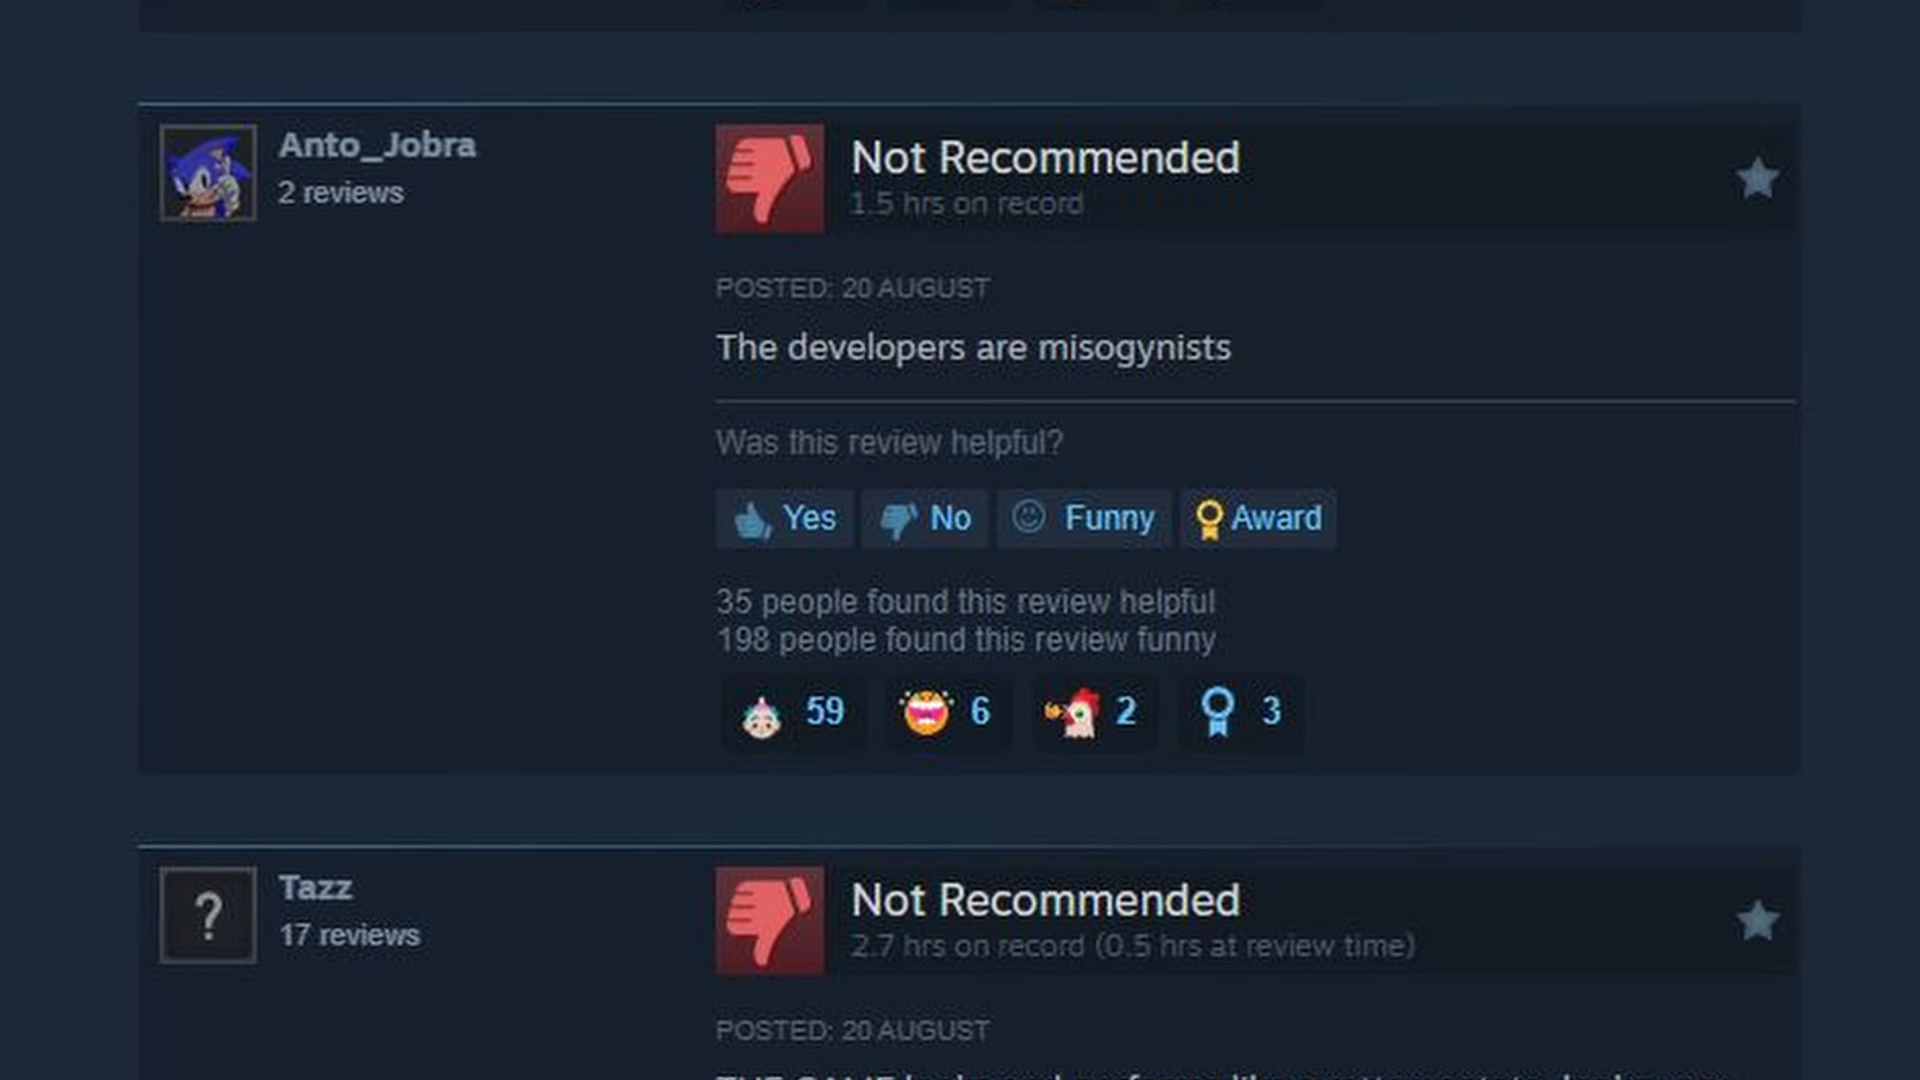 Anto_Jobra
2 reviews
Not Recommended
1.5 hrs on record
POSTED: 20 AUGUST
The developers are misogynists
Was this review helpful?
Yes
No
Funny
Award
35 people found this review helpful
198 people found this review funny
59
6
2
3
Tazz
17 reviews
?
Not Recommended
2.7 hrs on record (0.5 hrs at review time)
POSTED: 20 AUGUST
THE GAME